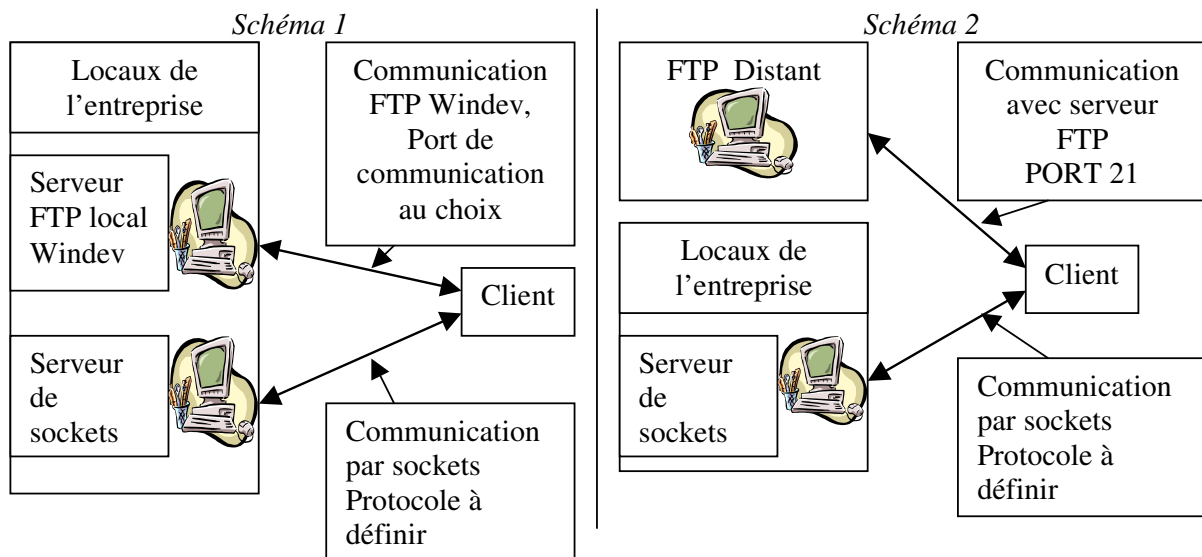 Schéma 1
Locaux de
l'entreprise
Communication
FTP Windev,
Port de
communication
au choix
Serveur
FTP local
Windev
Client
Serveur
de
sockets
Communication
par sockets
Protocole à
définir
Schéma 2
FTP Distant
Communication
avec serveur
FTP
PORT 21
Locaux de
l'entreprise
Client
Serveur
de
sockets
Communication
par sockets
Protocole à
définir